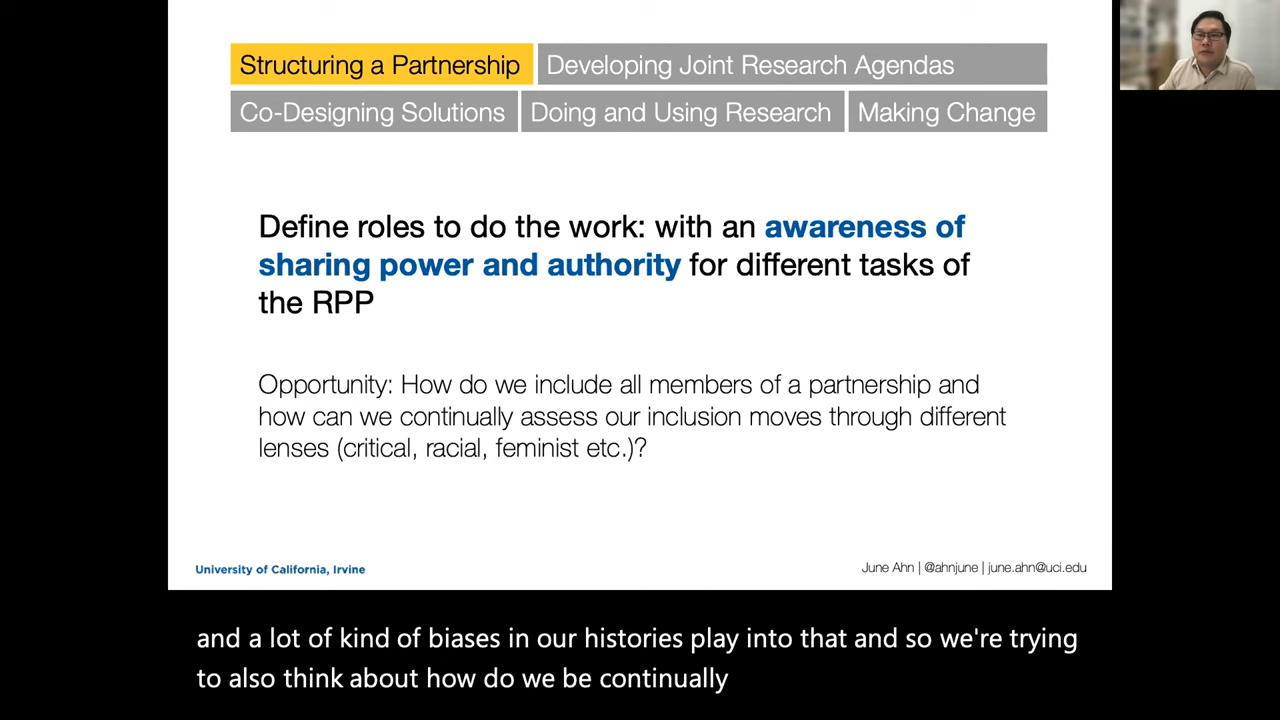 Structuring a Partnership
Developing Joint Research Agendas
Co-Designing Solutions
Doing and Using Research
Making Change
Define roles to do the work: with an awareness of
sharing power and authority for different tasks of
the RPP
Opportunity: How do we include all members of a partnership and
how can we continually assess our inclusion moves through different
lenses (critical, racial, feminist etc.)?
University of California, Irvine
June Ahn | @ahnjune | june.ahn@uci.edu
and a lot of kind of biases in our histories play into that and so we're trying
to also think about how do we be continually